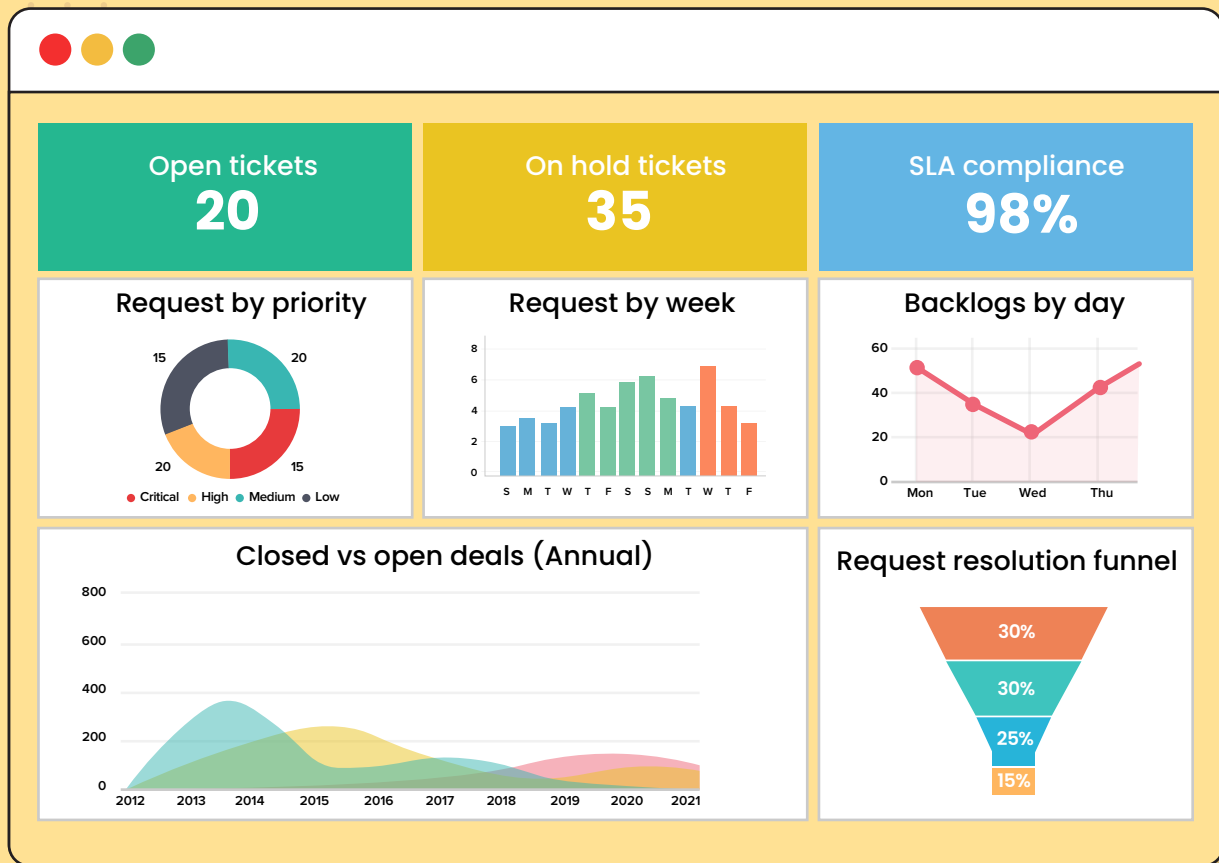 Open tickets
20
On hold tickets
35
SLA compliance
98%
Request by priority
15
20
20
15
Critical High Medium Low
Request by week
8
6
4
2
0
S M T W T F S S M T W T F
Backlogs by day
60
40
20
0
Mon Tue Wed Thu
Closed vs open deals (Annual)
800
600
400
200
0
2012 2013 2014 2015 2016 2017 2018 2019 2020 2021
Request resolution funnel
30%
30%
25%
15%